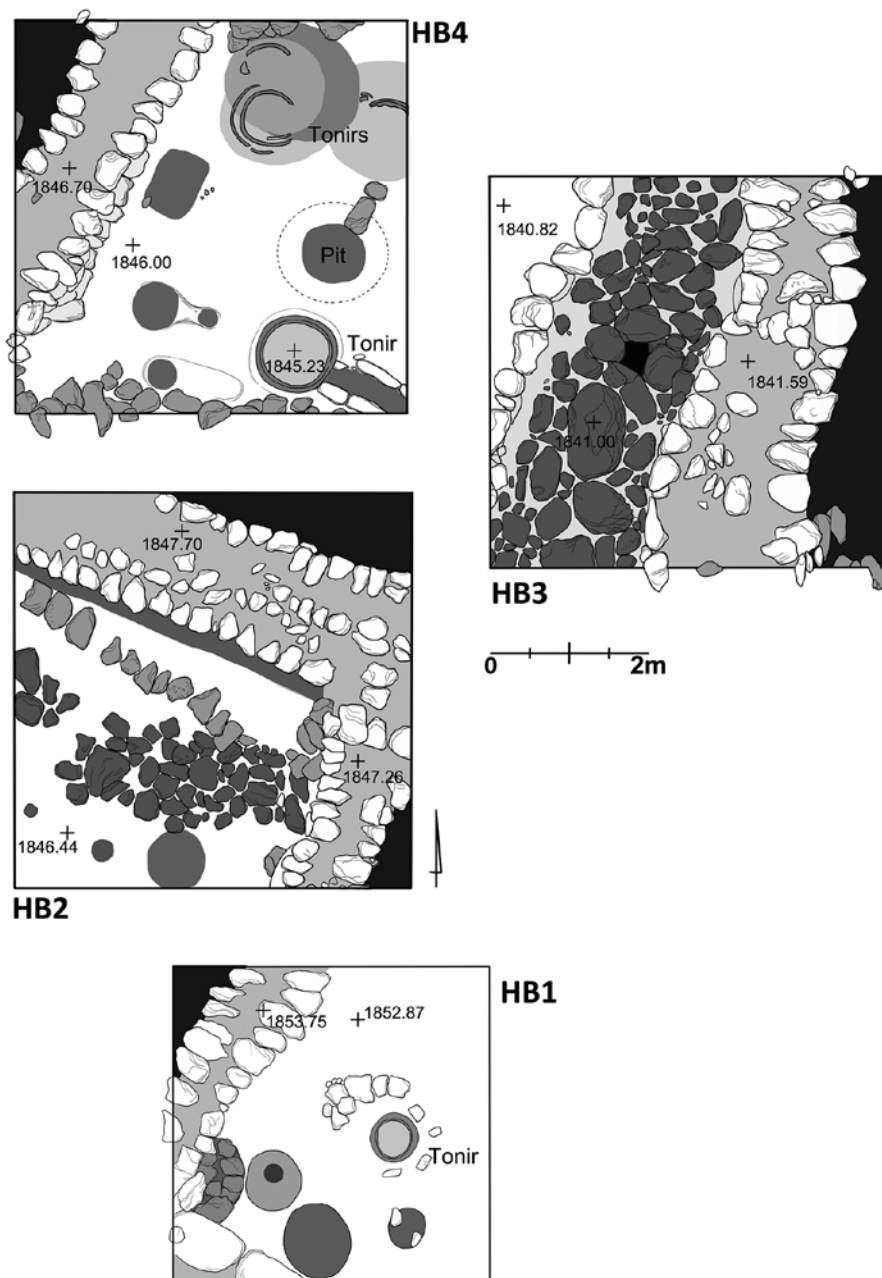 HB4
Tonirs
1846.70
1846.00
Pit
Tonir
1845.23
1840.82
1841.59
1841.00
HB3
0 2m
1847.70
1847.26
1846.44
HB2
HB1
1853.75
1852.87
Tonir